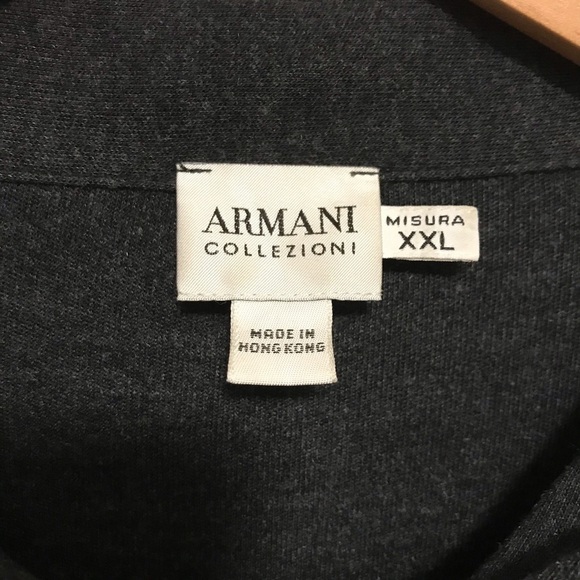 ARMANI
COLLEZIONI
MISURA
XXL
MADE IN
HONG KONG